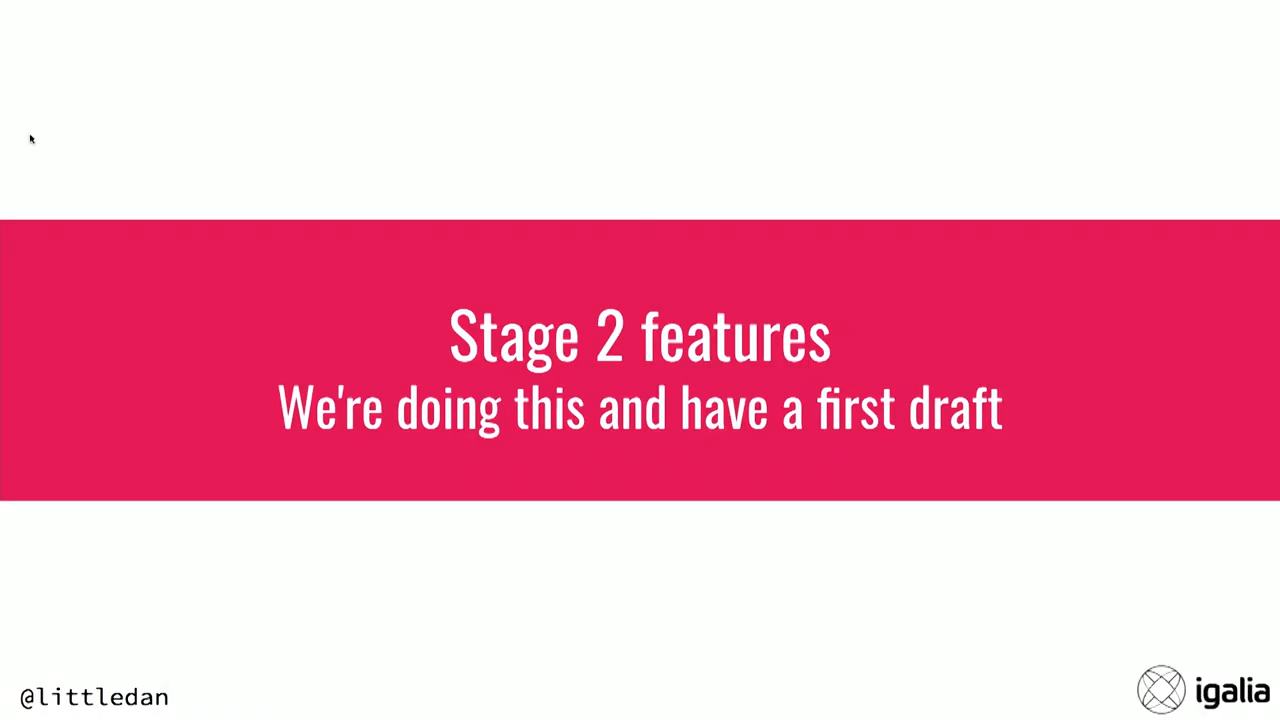 Stage 2 features
We're doing this and have a first draft
@littledan
igalia